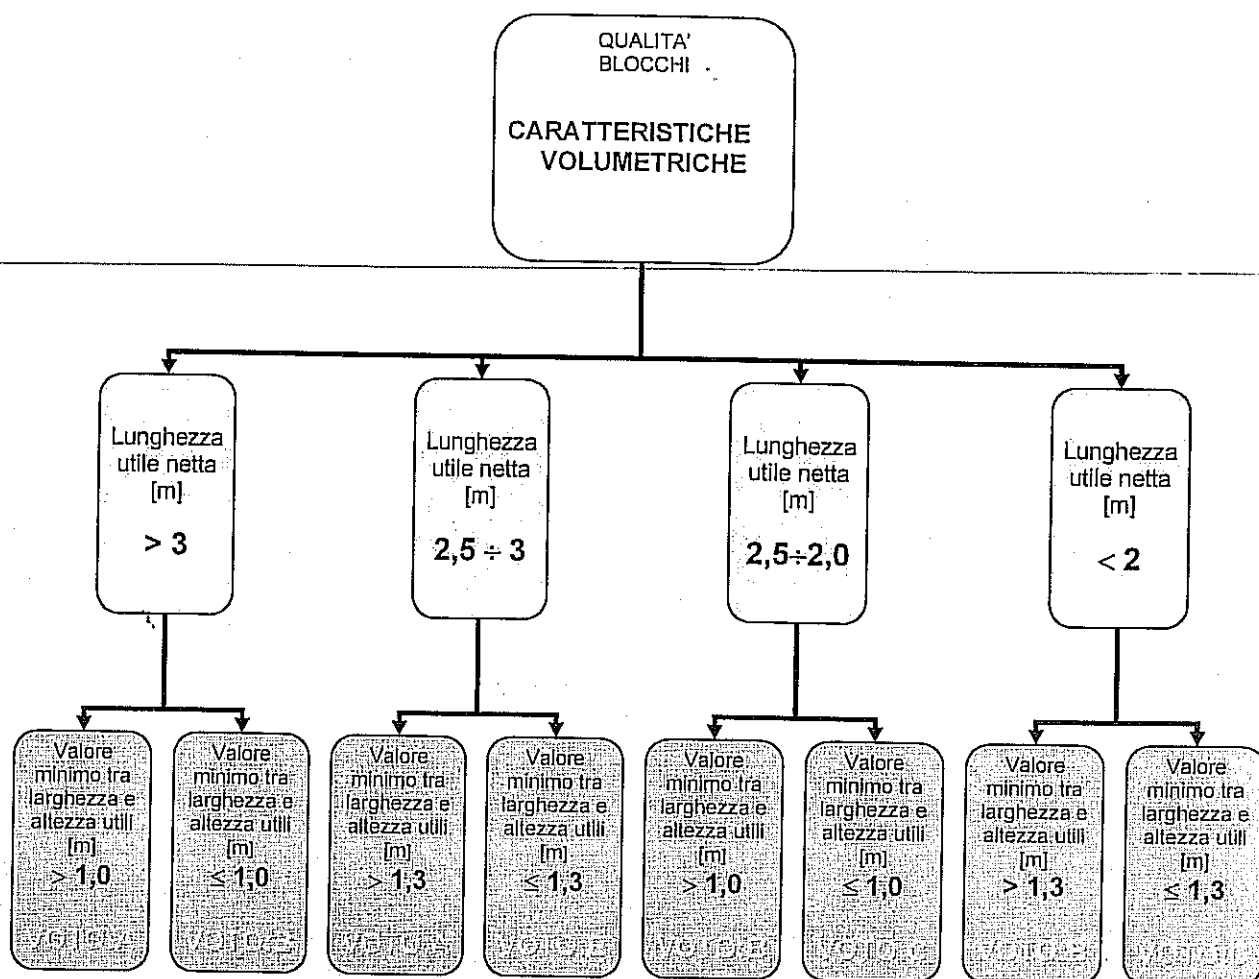 QUALITA'
BLOCCHI
CARATTERISTICHE
VOLUMETRICHE
Lunghezza
utile netta
[m]
> 3
Lunghezza
utile netta
[m]
2,5 ÷ 3
Lunghezza
utile netta
[m]
2,5÷2,0
Lunghezza
utile netta
[m]
< 2
Valore
minimo tra
larghezza e
altezza utili
[m]
> 1,0
Valore
minimo tra
larghezza e
altezza utili
[m]
≤ 1,0
Valore
minimo tra
larghezza e
altezza utili
[m]
> 1,3
Valore
minimo tra
larghezza e
altezza utili
[m]
≤ 1,3
Valore
minimo tra
larghezza e
altezza utili
[m]
> 1,0
Valore
minimo tra
larghezza e
altezza utili
[m]
≤ 1,0
Valore
minimo tra
larghezza e
altezza utili
[m]
> 1,3
Valore
minimo tra
larghezza e
altezza utili
[m]
≤ 1,3